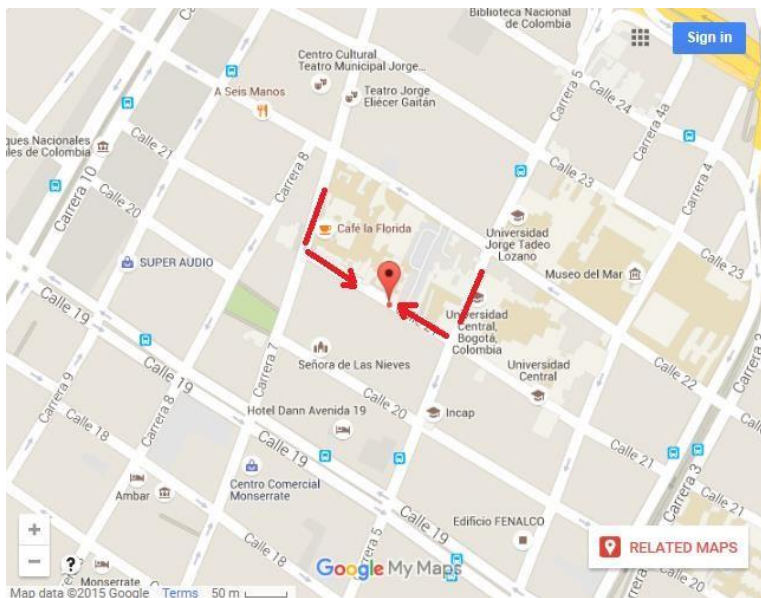 Biblioteca Nacional
de Colombia
Sign in
Centro Cultural
Teatro Municipal Jorge...
Carrera 5
A Seis Manos
Teatro Jorge
Eliécer Gaitán
Calle 24
Carrera 4a
ques Nacionales
les de Colombia
Calle 21
Carrera 8
Calle 23
Carrera 4
Calle 20
Carrera 10
Café la Florida
Universidad
Jorge Tadeo
Lozano
Calle 23
SUPER AUDIO
Museo del Mar
Calle 19
Universidad
Central,
Bogotá,
Colombia
Calle 21
Señora de Las Nieves
Universidad
Central
Calle 22
Carrera 7
Calle 19
Carrera 9
Hotel Dann Avenida 19
Calle 20
Incap
Calle 18
Carrera 8
Calle 19
Calle 21
Centro Comercial
Monserrate
Ambar
Carrera 3
Calle 21
Calle 19
Edificio FENALCO
+
Calle 18
Carrera 5
RELATED MAPS
−
?
Google My Maps
Calle 20
Monserrate
Map data ©2015 Google Terms 50 m